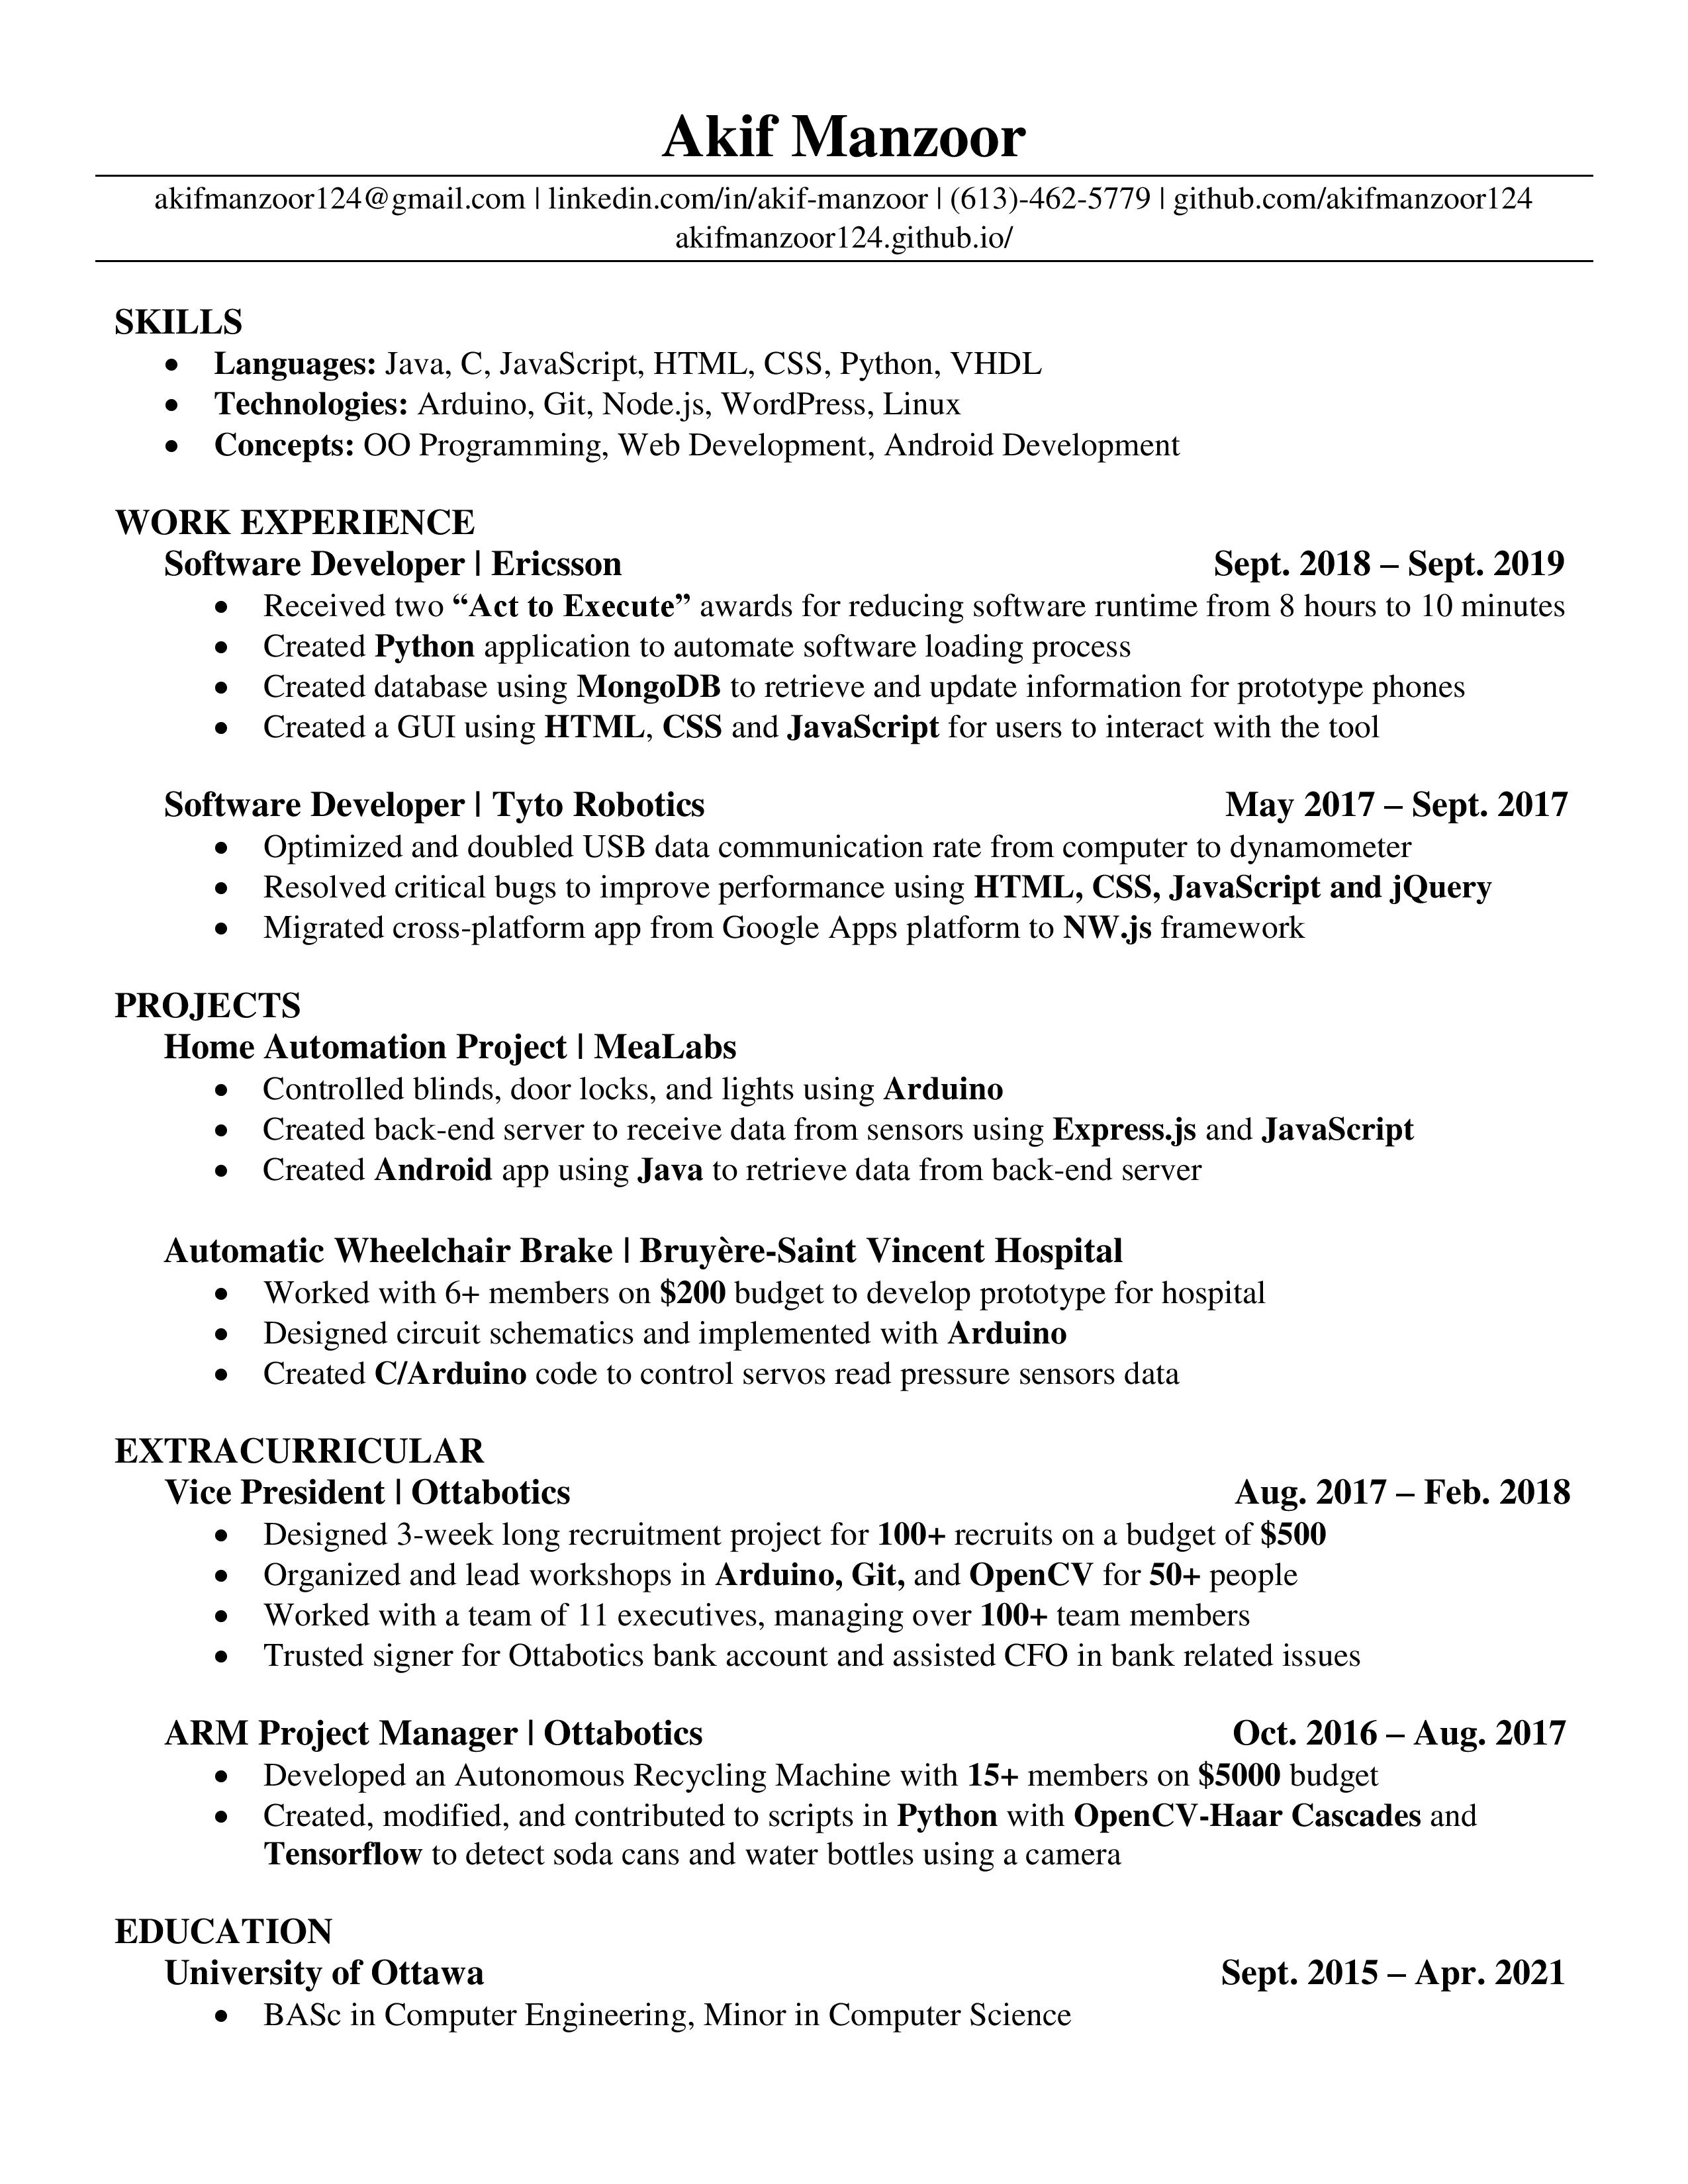 Akif Manzoor
akifmanzoor124@gmail.com | linkedin.com/in/akif-manzoor | (613)-462-5779 | github.com/akifmanzoor124
akifmanzoor124.github.io/
SKILLS
• Languages: Java, C, JavaScript, HTML, CSS, Python, VHDL
• Technologies: Arduino, Git, Node.js, WordPress, Linux
• Concepts: OO Programming, Web Development, Android Development
WORK EXPERIENCE
Software Developer | Ericsson Sept. 2018 – Sept. 2019
• Received two “Act to Execute” awards for reducing software runtime from 8 hours to 10 minutes
• Created Python application to automate software loading process
• Created database using MongoDB to retrieve and update information for prototype phones
• Created a GUI using HTML, CSS and JavaScript for users to interact with the tool
Software Developer | Tyto Robotics May 2017 – Sept. 2017
• Optimized and doubled USB data communication rate from computer to dynamometer
• Resolved critical bugs to improve performance using HTML, CSS, JavaScript and jQuery
• Migrated cross-platform app from Google Apps platform to NW.js framework
PROJECTS
Home Automation Project | MeaLabs
• Controlled blinds, door locks, and lights using Arduino
• Created back-end server to receive data from sensors using Express.js and JavaScript
• Created Android app using Java to retrieve data from back-end server
Automatic Wheelchair Brake | Bruyère-Saint Vincent Hospital
• Worked with 6+ members on $200 budget to develop prototype for hospital
• Designed circuit schematics and implemented with Arduino
• Created C/Arduino code to control servos read pressure sensors data
EXTRACURRICULAR
Vice President | Ottabotics Aug. 2017 – Feb. 2018
• Designed 3-week long recruitment project for 100+ recruits on a budget of $500
• Organized and lead workshops in Arduino, Git, and OpenCV for 50+ people
• Worked with a team of 11 executives, managing over 100+ team members
• Trusted signer for Ottabotics bank account and assisted CFO in bank related issues
ARM Project Manager | Ottabotics Oct. 2016 – Aug. 2017
• Developed an Autonomous Recycling Machine with 15+ members on $5000 budget
• Created, modified, and contributed to scripts in Python with OpenCV-Haar Cascades and
Tensorflow to detect soda cans and water bottles using a camera
EDUCATION
University of Ottawa Sept. 2015 – Apr. 2021
• BASc in Computer Engineering, Minor in Computer Science